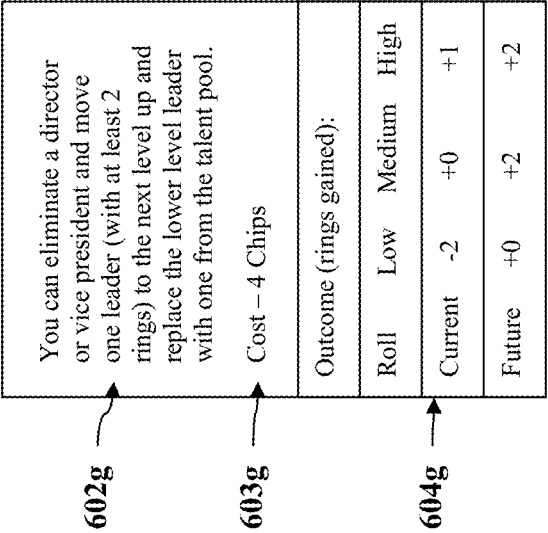 You can eliminate a director
or vice president and move
one leader (with at least 2
rings) to the next level up and
replace the lower level leader
with one from the talent pool.
Cost – 4 Chips
Outcome (rings gained):
Roll Low Medium High
Current -2 +0 +1
Future +0 +2 +2
602g
603g
604g